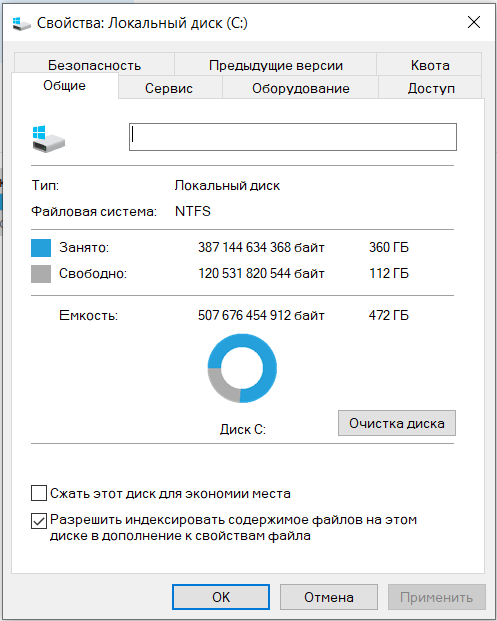 Свойства: Локальный диск (C:)
Безопасность Предыдущие версии Квота
Общие Сервис Оборудование Доступ
Тип: Локальный диск
Файловая система: NTFS
Занято: 387 144 634 368 байт 360 ГБ
Свободно: 120 531 820 544 байт 112 ГБ
Емкость: 507 676 454 912 байт 472 ГБ
Диск C:
Очистка диска
Сжать этот диск для экономии места
Разрешить индексировать содержимое файлов на этом
диске в дополнение к свойствам файла
OK Отмена Применить